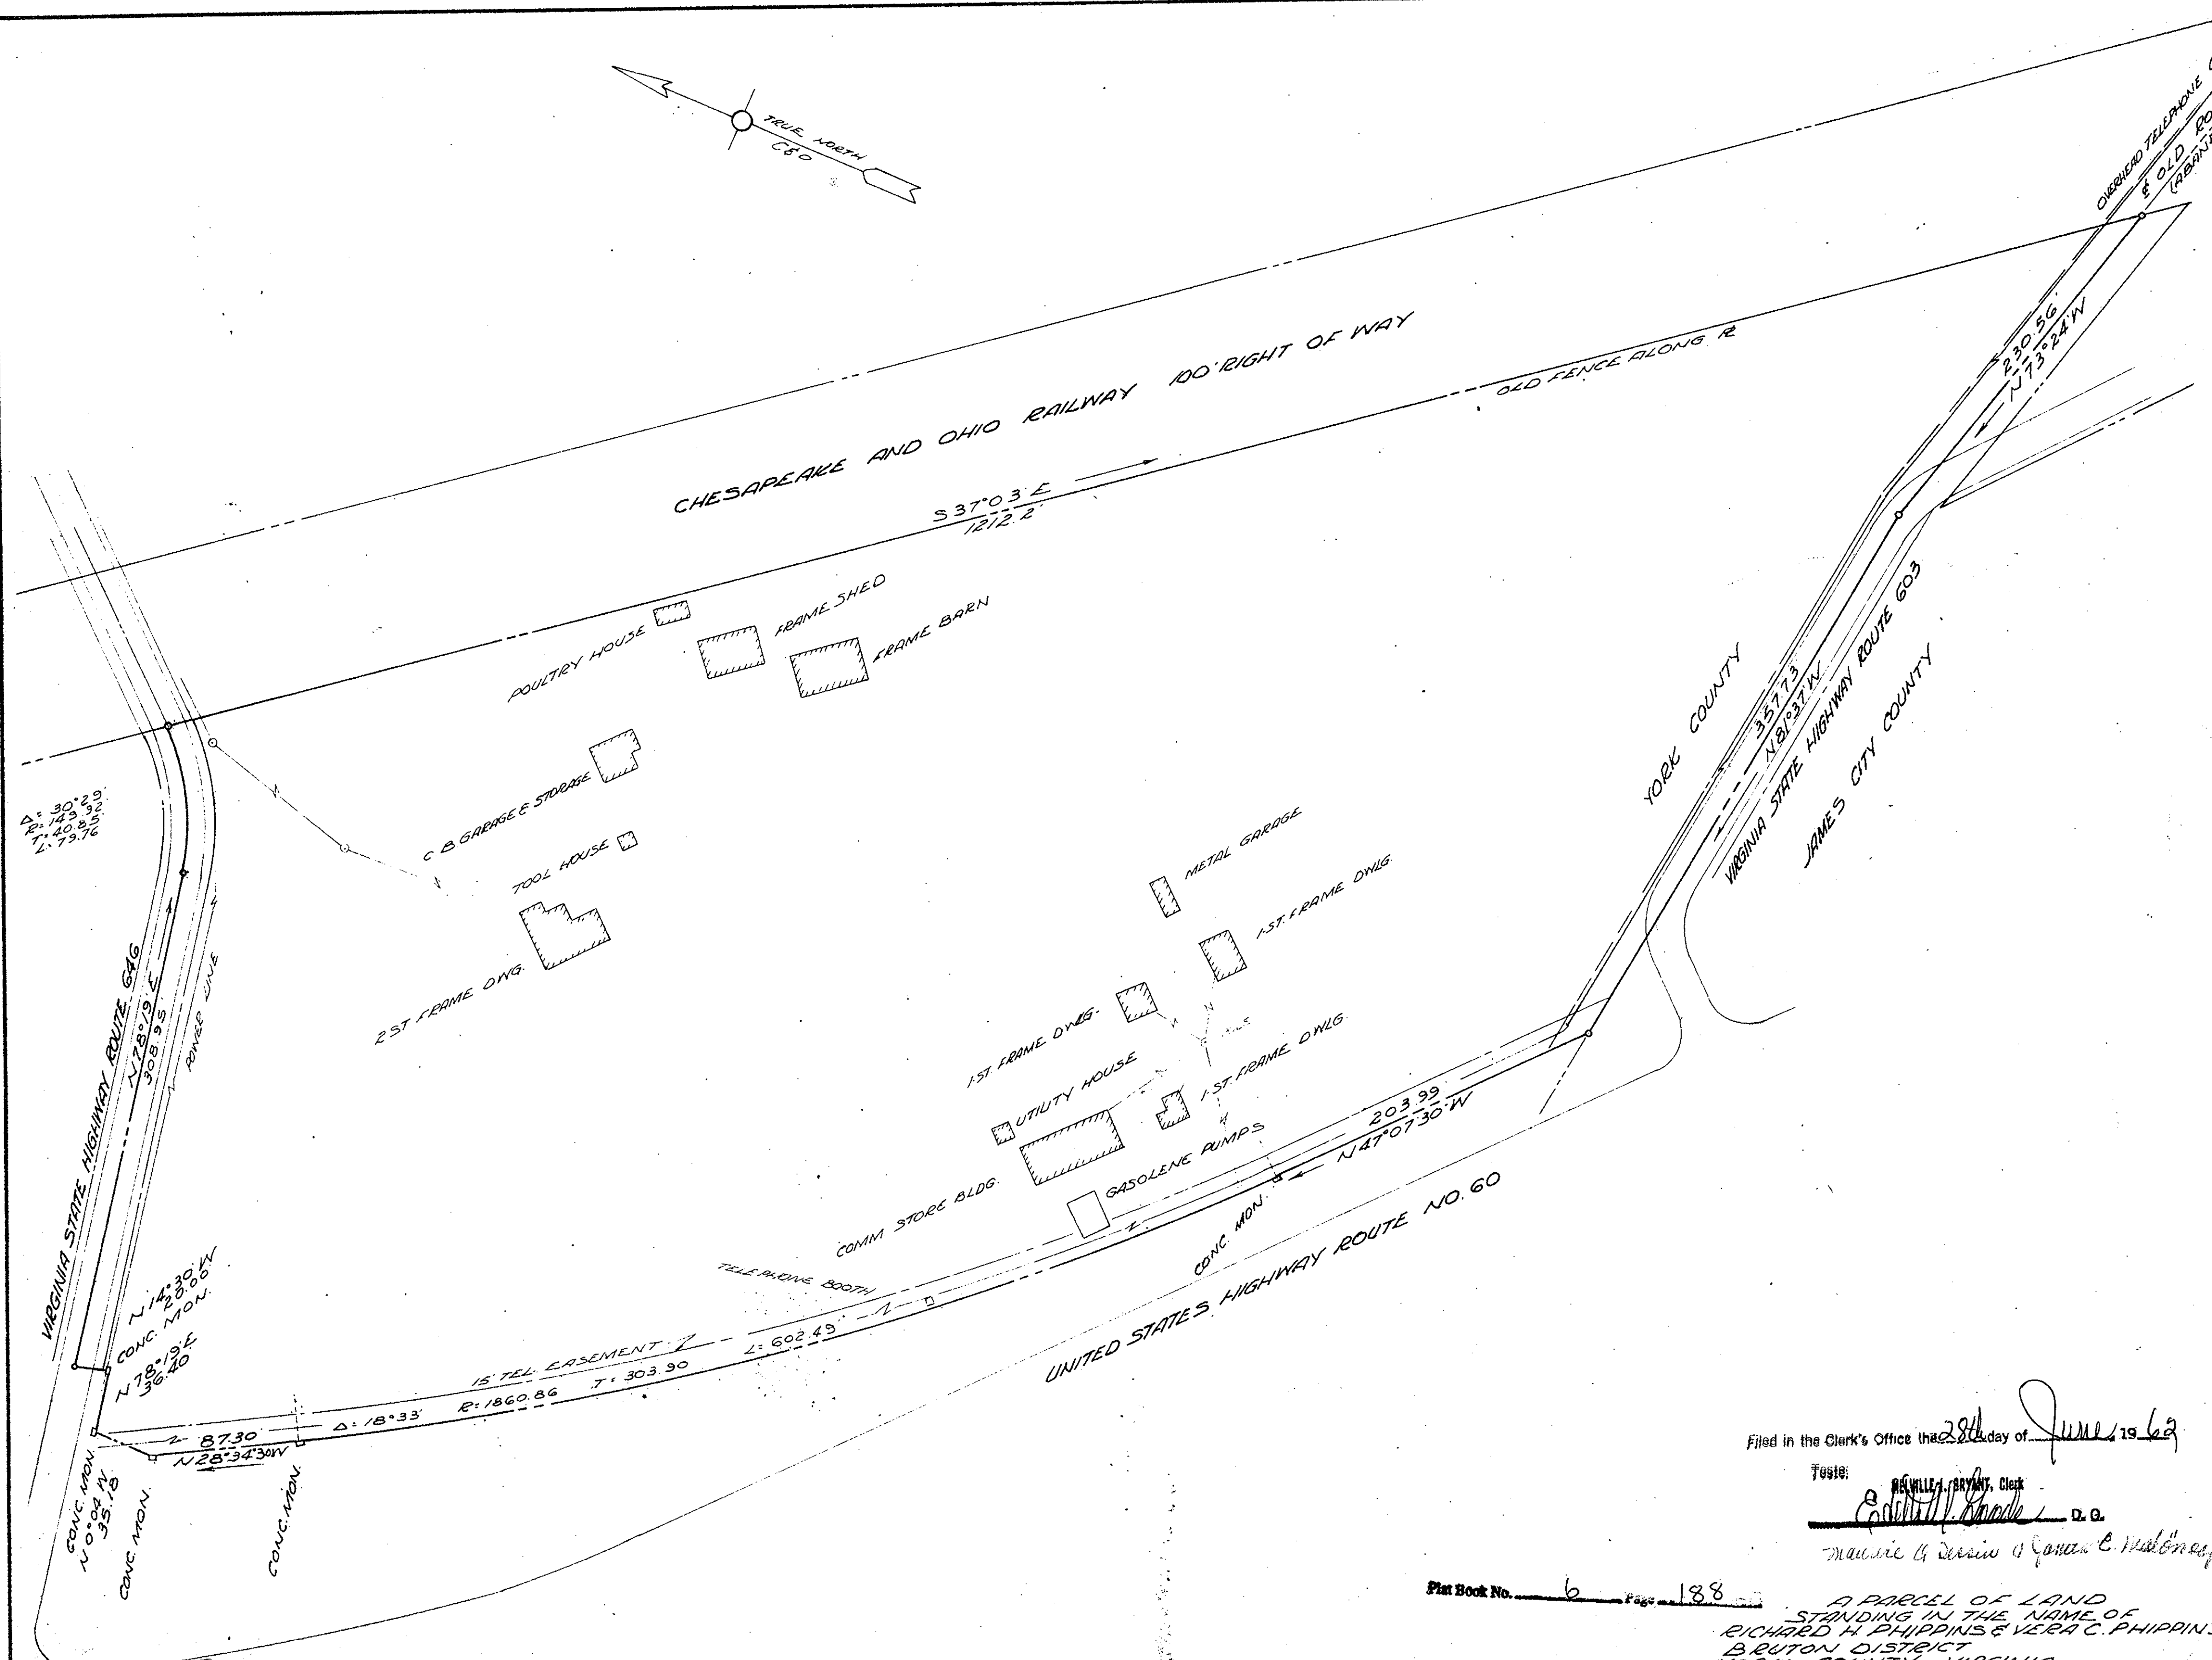 TRUE NORTH
C&O
OVERHEAD TELEPHONE
℄ OLD
CHESAPEAKE AND OHIO RAILWAY 100' RIGHT OF WAY
OLD FENCE ALONG ℞
S 37°03' E
1212.2'
230.56'
N 73°24' W
POULTRY HOUSE
FRAME SHED
FRAME BARN
YORK COUNTY
357.73
N 81°37' W
VIRGINIA STATE HIGHWAY ROUTE 603
JAMES CITY COUNTY
Δ= 30°29'
R= 149.92
T= 40.85
L= 79.76
C. B GARAGE & STORAGE
TOOL HOUSE
2 ST FRAME DWG.
METAL GARAGE
1-ST. FRAME DWLG.
1-ST. FRAME DWLG.
UTILITY HOUSE
1-ST. FRAME DWLG.
COMM STORE BLDG.
GASOLENE PUMPS
203.99
N 47°07'30" W
CONC. MON.
UNITED STATES HIGHWAY ROUTE NO. 60
TELEPHONE BOOTH
VIRGINIA STATE HIGHWAY ROUTE 646
N 78°19' E
308.95'
POWER LINE
N 14°30' W
20.00'
CONC. MON.
N 78°19' E
36.40
15' TEL. EASEMENT
Δ= 18°33' R= 1860.86 T= 303.90 L= 602.49'
87.30
N 28°34'30" W
CONC. MON.
N 0°04' W
35.18
CONC. MON.
CONC. MON.
Filed in the Clerk's Office the 28th day of June, 19 62
Teste:
MELVILLE I. BRYANT, Clerk
D. C.
Plat Book No. 6 Page 188
A PARCEL OF LAND
STANDING IN THE NAME OF
RICHARD H. PHIPPINS & VERA C. PHIPPINS
BRUTON DISTRICT